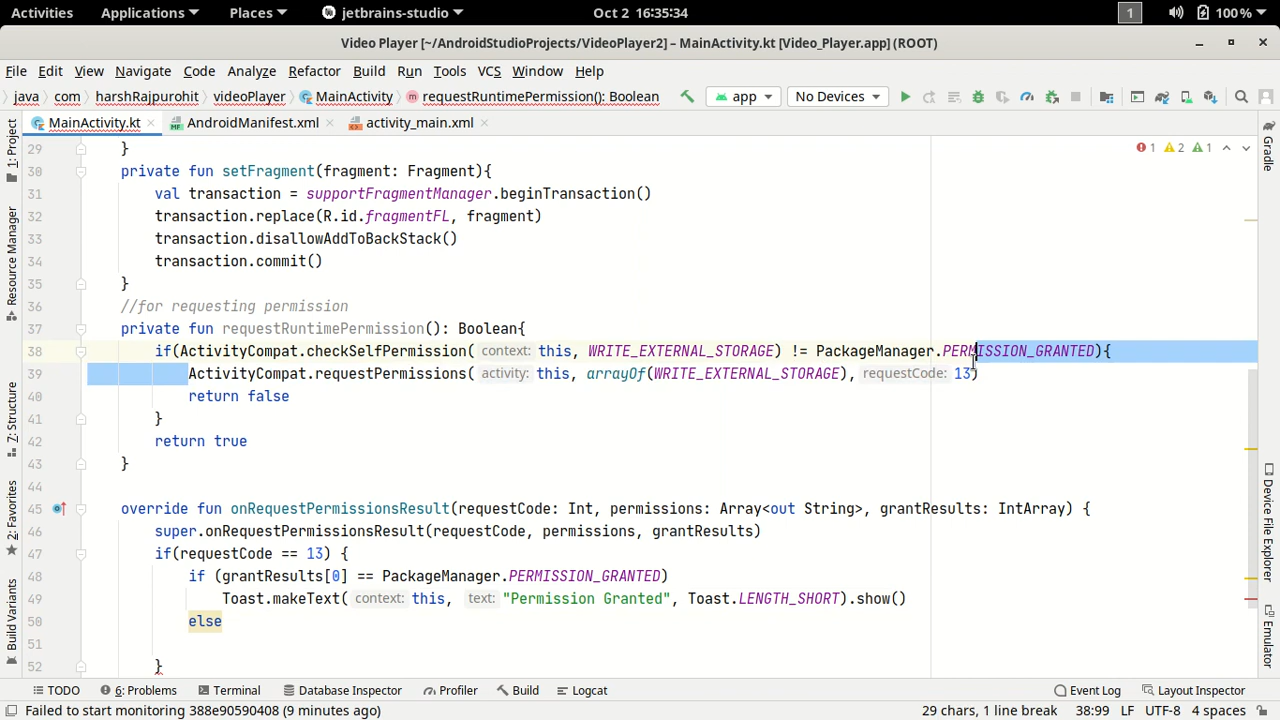 Activities Applications Places jetbrains-studio Oct 2 16:35:34 1 100%
Video Player [~/AndroidStudioProjects/VideoPlayer2] – MainActivity.kt [Video_Player.app] (ROOT)
File Edit View Navigate Code Analyze Refactor Build Run Tools VCS Window Help
java com harshRajpurohit videoPlayer MainActivity requestRuntimePermission(): Boolean app No Devices
MainActivity.kt AndroidManifest.xml activity_main.xml
1: Project
Resource Manager
7: Structure
2: Favorites
Build Variants
Gradle
Device File Explorer
Emulator
1 2 1
29 }
30 private fun setFragment(fragment: Fragment){
31 val transaction = supportFragmentManager.beginTransaction()
32 transaction.replace(R.id.fragmentFL, fragment)
33 transaction.disallowAddToBackStack()
34 transaction.commit()
35 }
36 //for requesting permission
37 private fun requestRuntimePermission(): Boolean{
38 if(ActivityCompat.checkSelfPermission( context: this, WRITE_EXTERNAL_STORAGE) != PackageManager.PERMISSION_GRANTED){
39 ActivityCompat.requestPermissions( activity: this, arrayOf(WRITE_EXTERNAL_STORAGE), requestCode: 13)
40 return false
41 }
42 return true
43 }
44
45 override fun onRequestPermissionsResult(requestCode: Int, permissions: Array<out String>, grantResults: IntArray) {
46 super.onRequestPermissionsResult(requestCode, permissions, grantResults)
47 if(requestCode == 13) {
48 if (grantResults[0] == PackageManager.PERMISSION_GRANTED)
49 Toast.makeText( context: this, text: "Permission Granted", Toast.LENGTH_SHORT).show()
50 else
51
52 }
TODO 6: Problems Terminal Database Inspector Profiler Build Logcat Event Log Layout Inspector
Failed to start monitoring 388e90590408 (9 minutes ago) 29 chars, 1 line break 38:99 LF UTF-8 4 spaces